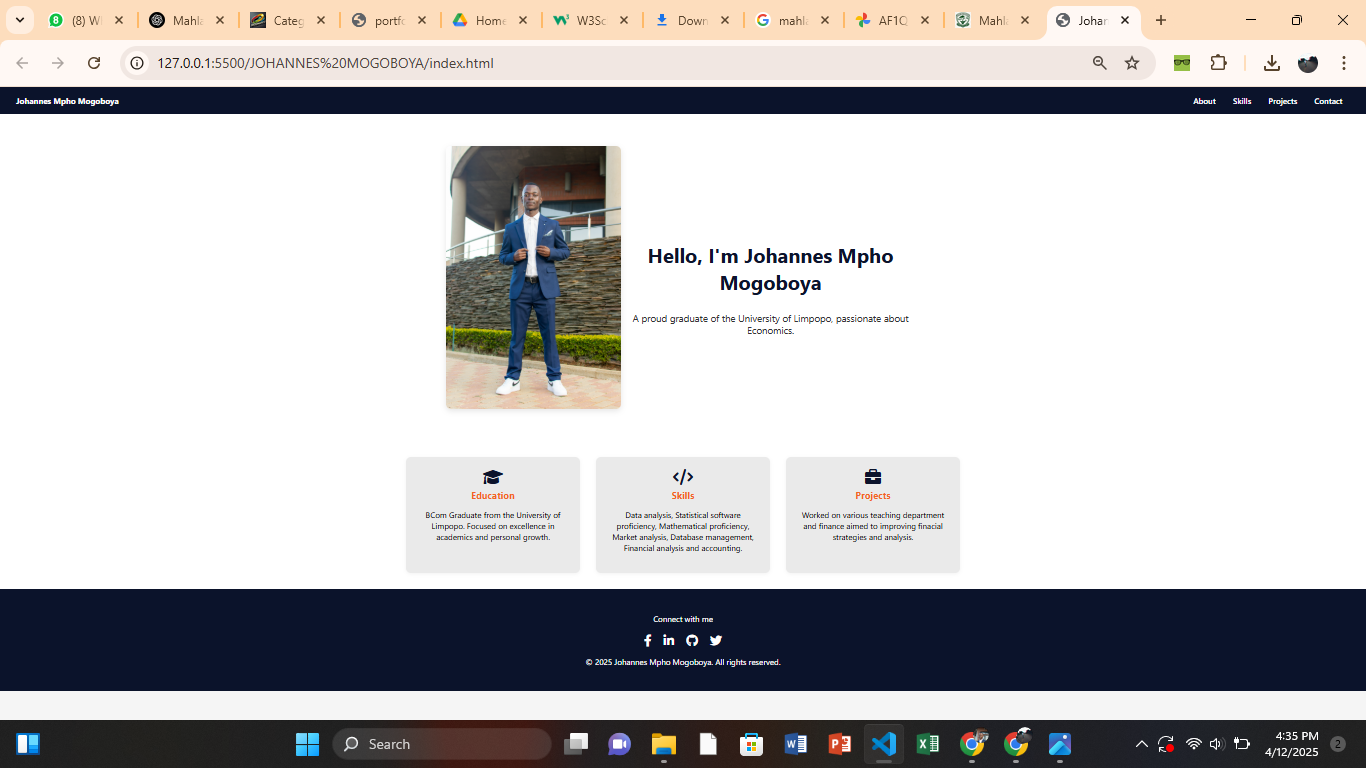 (8) W
Mahla
Categ
portfo
Home
W3Sc
Down
mahla
AF1Q
Mahla
Johan
127.0.0.1:5500/JOHANNES%20MOGOBOYA/index.html
Johannes Mpho Mogoboya
About Skills Projects Contact
Hello, I'm Johannes Mpho
Mogoboya
A proud graduate of the University of Limpopo, passionate about
Economics.
Education
BCom Graduate from the University of
Limpopo. Focused on excellence in
academics and personal growth.
Skills
Data analysis, Statistical software
proficiency, Mathematical proficiency,
Market analysis, Database management,
Financial analysis and accounting.
Projects
Worked on various teaching department
and finance aimed to improving finacial
strategies and analysis.
Connect with me
© 2025 Johannes Mpho Mogoboya. All rights reserved.
Search
4:35 PM
4/12/2025
2